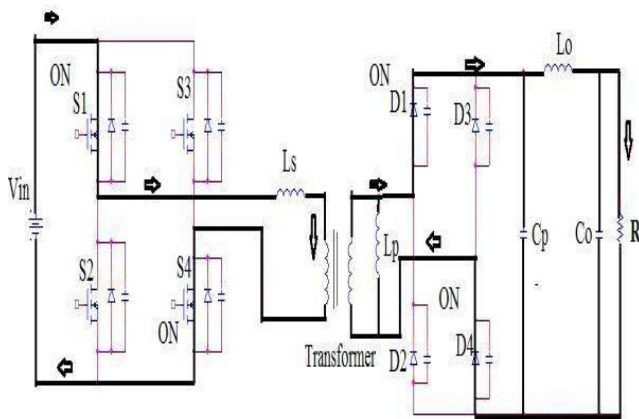 ON
S1
S3
Vin
Ls
S2
S4
ON
Transformer
Lp
ON
D1
D3
Lo
Cp
Co
R
ON
D2
D4